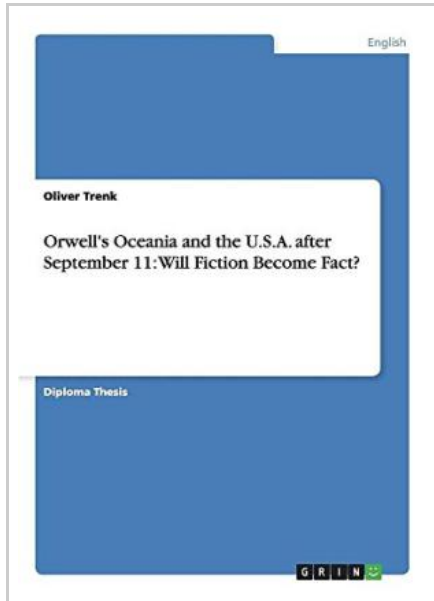 English
Oliver Trenk
Orwell's Oceania and the U.S.A. after
September 11: Will Fiction Become Fact?
Diploma Thesis
GRIN